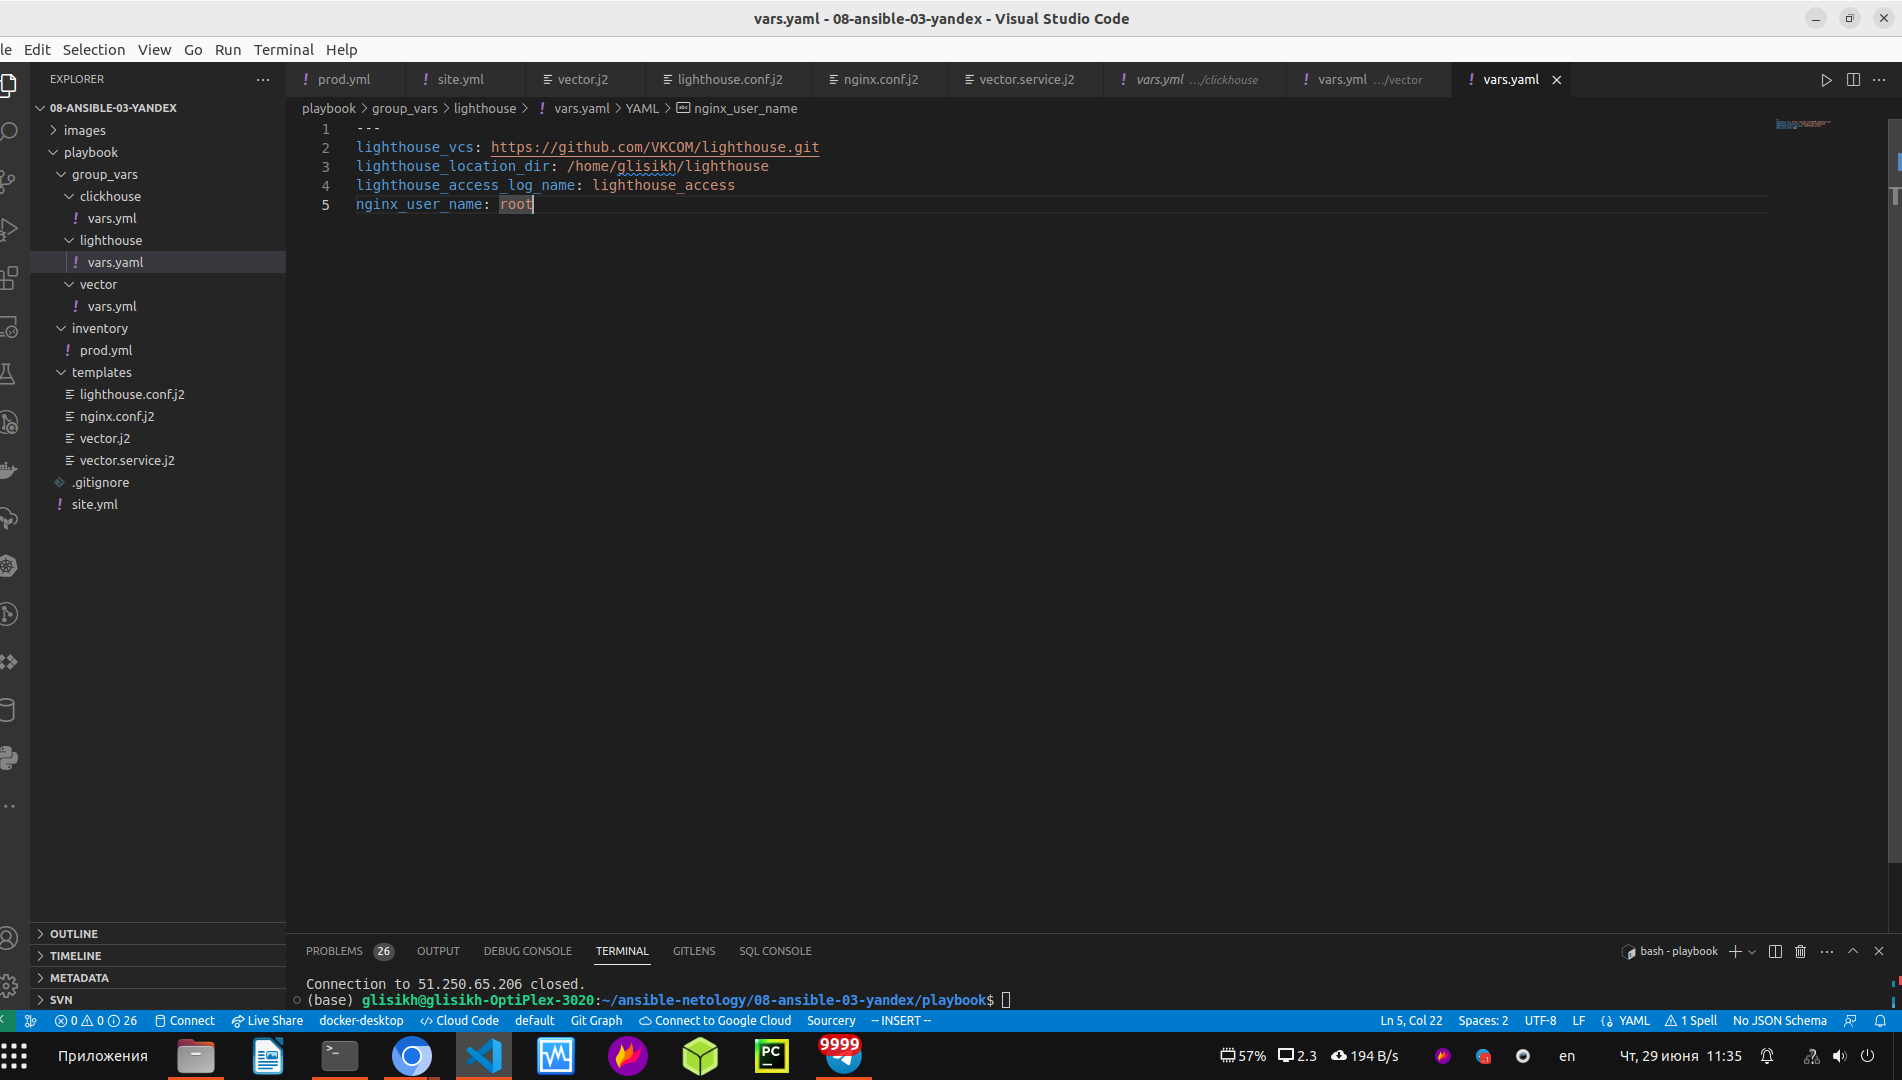 vars.yaml - 08-ansible-03-yandex - Visual Studio Code
le Edit Selection View Go Run Terminal Help
EXPLORER
08-ANSIBLE-03-YANDEX
images
playbook
group_vars
clickhouse
! vars.yml
lighthouse
! vars.yaml
vector
! vars.yml
inventory
! prod.yml
templates
lighthouse.conf.j2
nginx.conf.j2
vector.j2
vector.service.j2
.gitignore
! site.yml
OUTLINE
TIMELINE
METADATA
SVN
! prod.yml ! site.yml vector.j2 lighthouse.conf.j2 nginx.conf.j2 vector.service.j2 ! vars.yml .../clickhouse ! vars.yml .../vector ! vars.yaml
playbook > group_vars > lighthouse > ! vars.yaml > YAML > nginx_user_name
1 ---
2 lighthouse_vcs: https://github.com/VKCOM/lighthouse.git
3 lighthouse_location_dir: /home/glisikh/lighthouse
4 lighthouse_access_log_name: lighthouse_access
5 nginx_user_name: root
PROBLEMS 26 OUTPUT DEBUG CONSOLE TERMINAL GITLENS SQL CONSOLE
bash - playbook
Connection to 51.250.65.206 closed.
(base) glisikh@glisikh-OptiPlex-3020:~/ansible-netology/08-ansible-03-yandex/playbook$
0 0 26 Connect Live Share docker-desktop Cloud Code default Git Graph Connect to Google Cloud Sourcery -- INSERT -- Ln 5, Col 22 Spaces: 2 UTF-8 LF YAML 1 Spell No JSON Schema
Приложения >_ PC 9999 57% 2.3 194 B/s en Чт, 29 июня 11:35